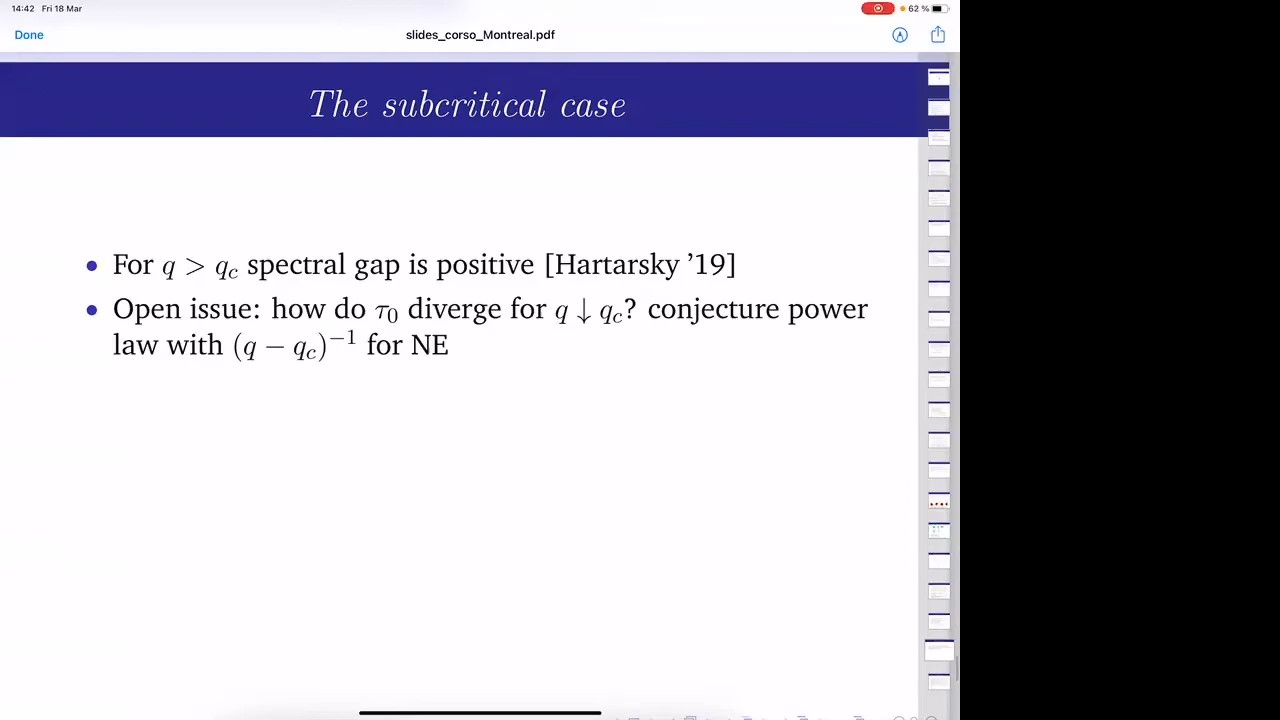 14:42 Fri 18 Mar
62 %
Done
slides_corso_Montreal.pdf
The subcritical case
• For q > q_c spectral gap is positive [Hartarsky ’19]
• Open issue: how do τ_0 diverge for q ↓ q_c? conjecture power
law with (q − q_c)^{−1} for NE